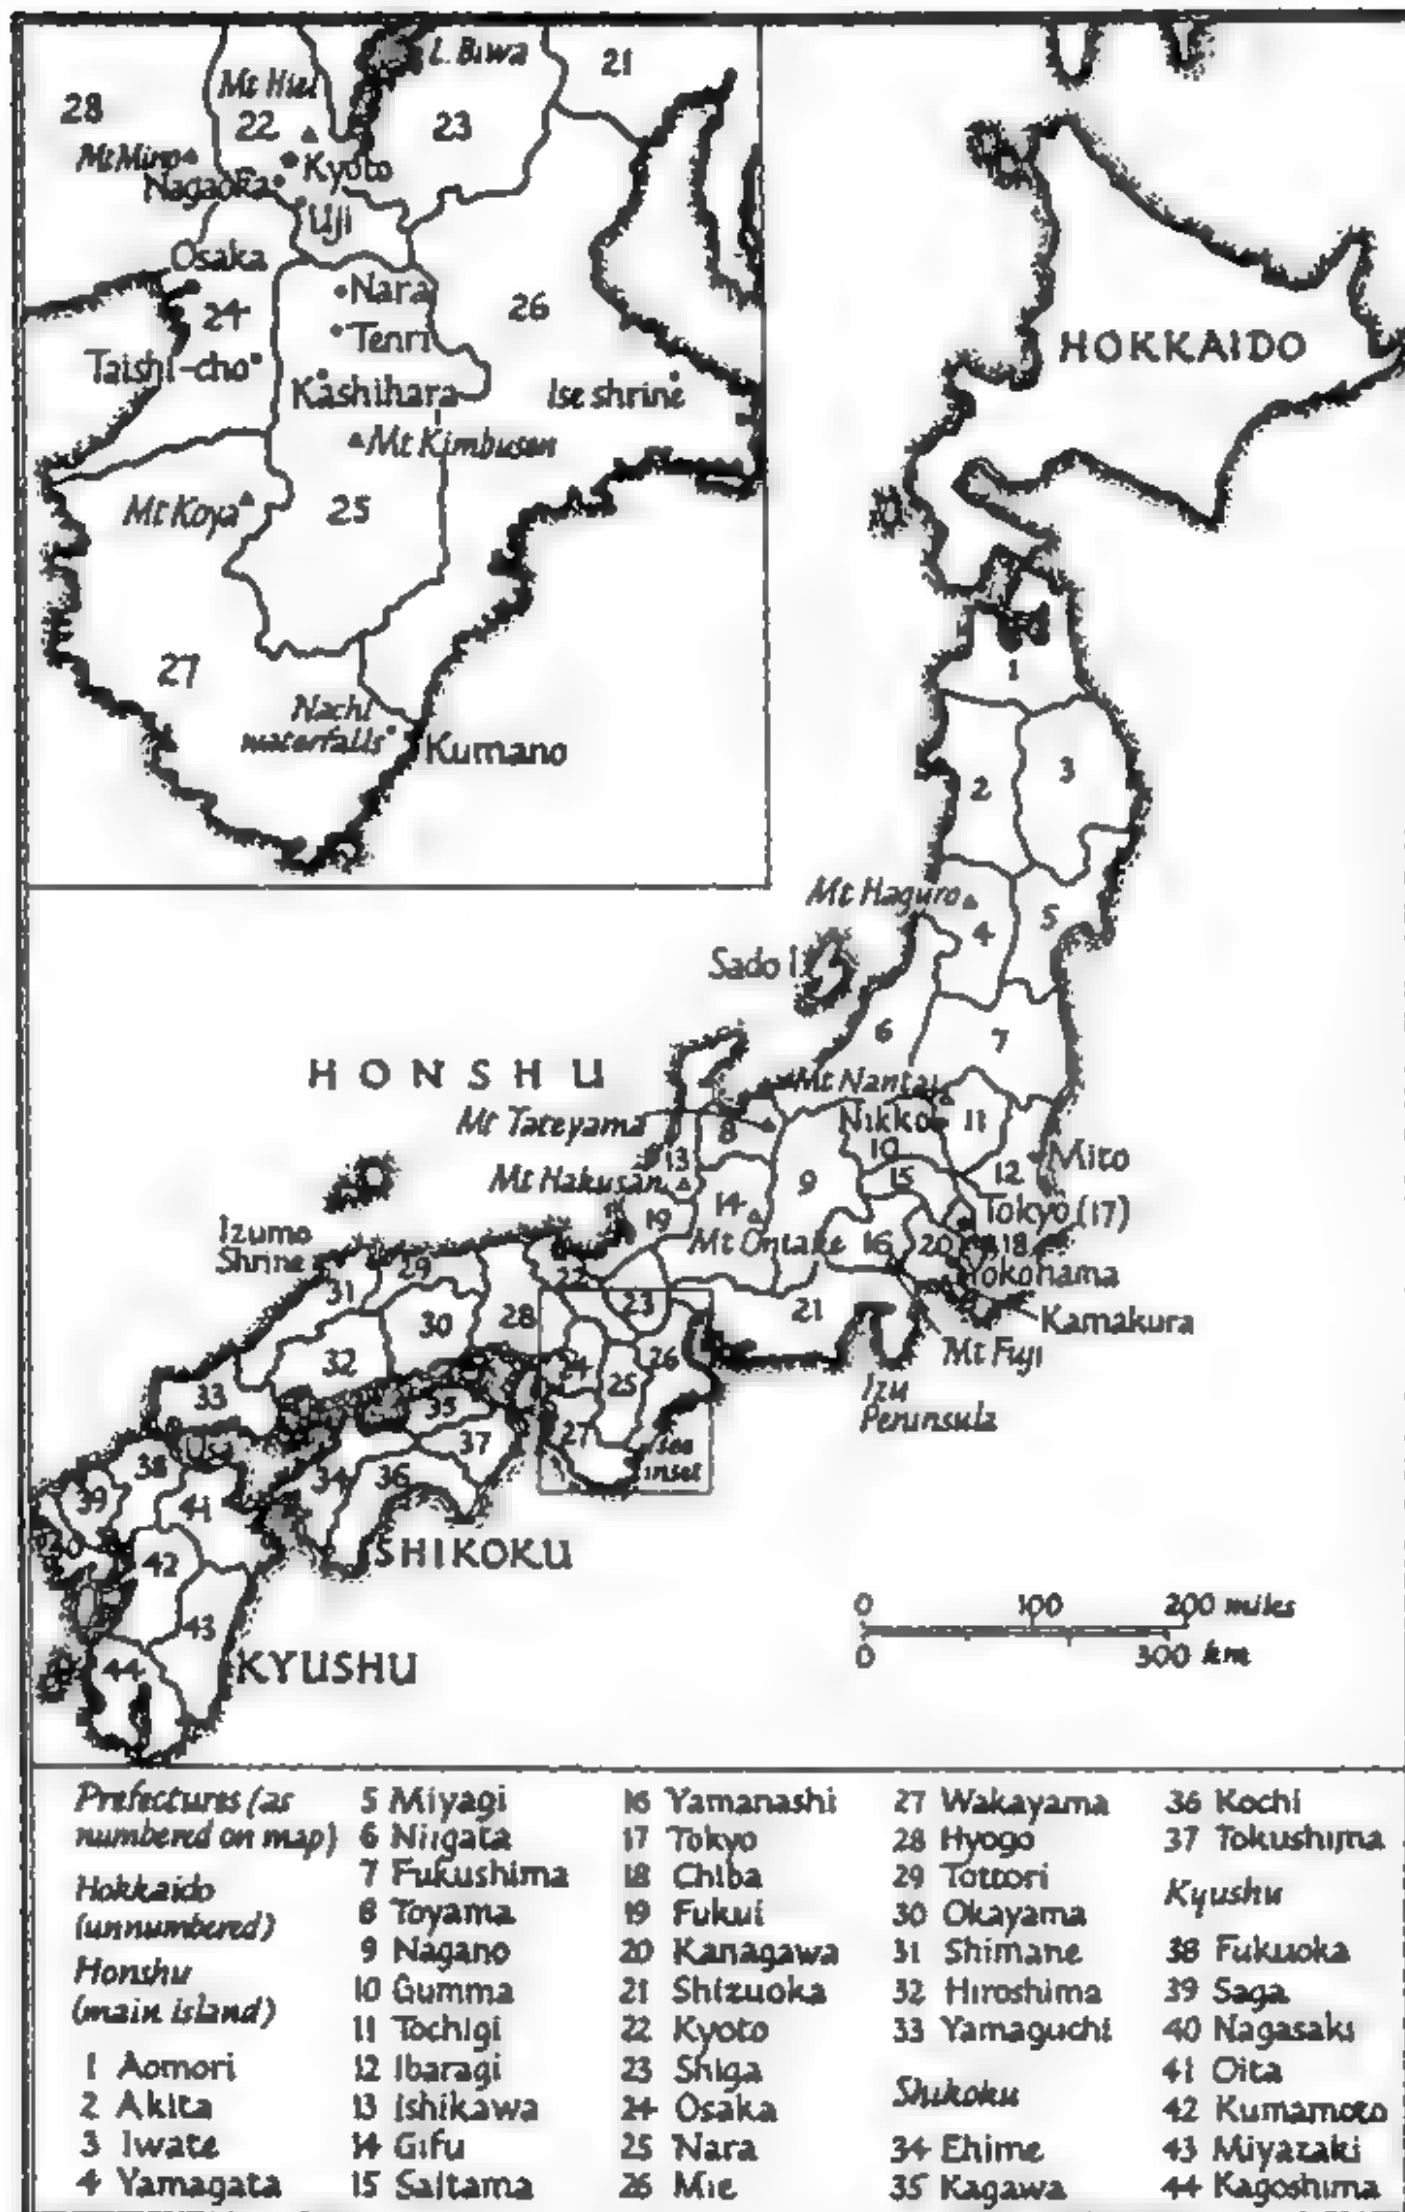 L. Biwa
21
28
Mt Hiei
22
23
Mt Mino
Kyoto
Nagaoka
Uji
Osaka
Nara
24
26
Tenri
Taishi-cho
Kashihara
Ise shrine
Mt Kimbusen
Mt Koya
25
27
Nachi
waterfalls
Kumano
HOKKAIDO
1
2
3
Mt Haguro
4
5
Sado I.
6
7
HONSHU
Mt Nantai
Mt Tateyama
8
Nikko
11
10
13
12
Mito
Mt Hakusan
9
15
14
19
Tokyo (17)
Izumo
Shrine
Mt Ontake
16
20
18
29
22
Yokohama
31
23
28
21
30
Kamakura
26
32
24
Mt Fuji
25
33
35
Izu
Peninsula
27
37
Usa
38
see
inset
34
36
39
41
40
42
SHIKOKU
43
44
KYUSHU
0 100 200 miles
0 300 km
Prefectures (as
numbered on map)
Hokkaido
(unnumbered)
Honshu
(main island)
1 Aomori
2 Akita
3 Iwate
4 Yamagata
5 Miyagi
6 Niigata
7 Fukushima
8 Toyama
9 Nagano
10 Gumma
11 Tochigi
12 Ibaragi
13 Ishikawa
14 Gifu
15 Saitama
16 Yamanashi
17 Tokyo
18 Chiba
19 Fukui
20 Kanagawa
21 Shizuoka
22 Kyoto
23 Shiga
24 Osaka
25 Nara
26 Mie
27 Wakayama
28 Hyogo
29 Tottori
30 Okayama
31 Shimane
32 Hiroshima
33 Yamaguchi
Shikoku
34 Ehime
35 Kagawa
36 Kochi
37 Tokushima
Kyushu
38 Fukuoka
39 Saga
40 Nagasaki
41 Oita
42 Kumamoto
43 Miyazaki
44 Kagoshima